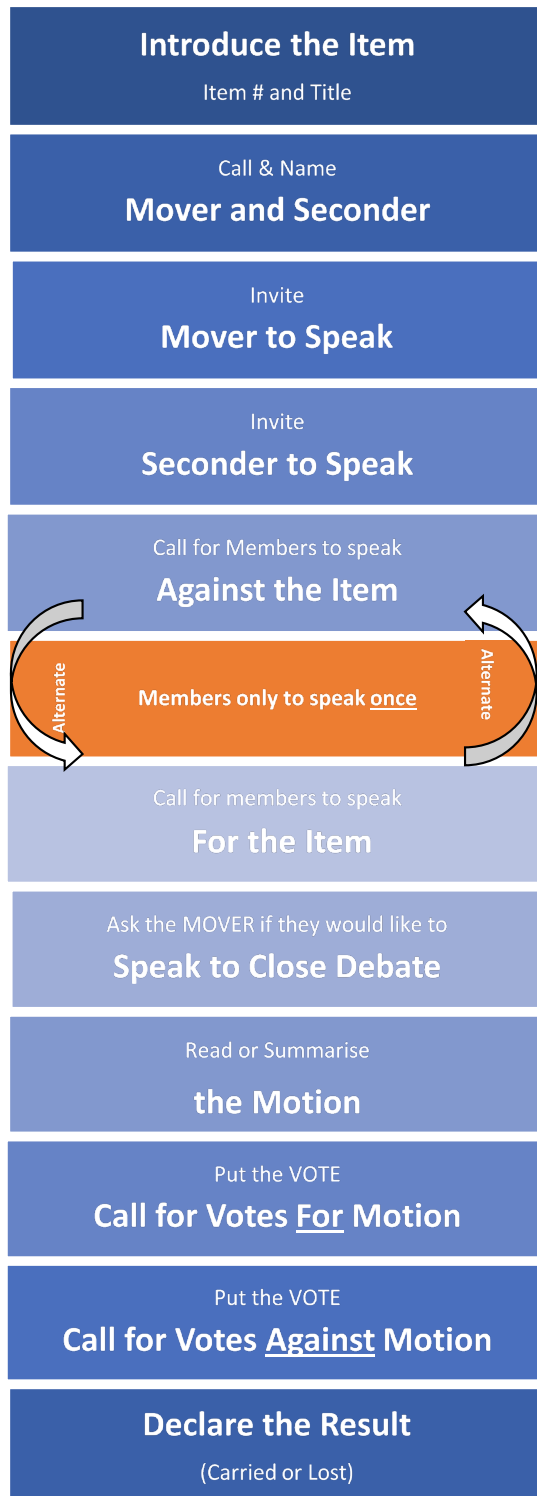 Introduce the Item
Item # and Title
Call & Name
Mover and Seconder
Invite
Mover to Speak
Invite
Seconder to Speak
Call for Members to speak
Against the Item
Alternate
Members only to speak once
Alternate
Call for members to speak
For the Item
Ask the MOVER if they would like to
Speak to Close Debate
Read or Summarise
the Motion
Put the VOTE
Call for Votes For Motion
Put the VOTE
Call for Votes Against Motion
Declare the Result
(Carried or Lost)